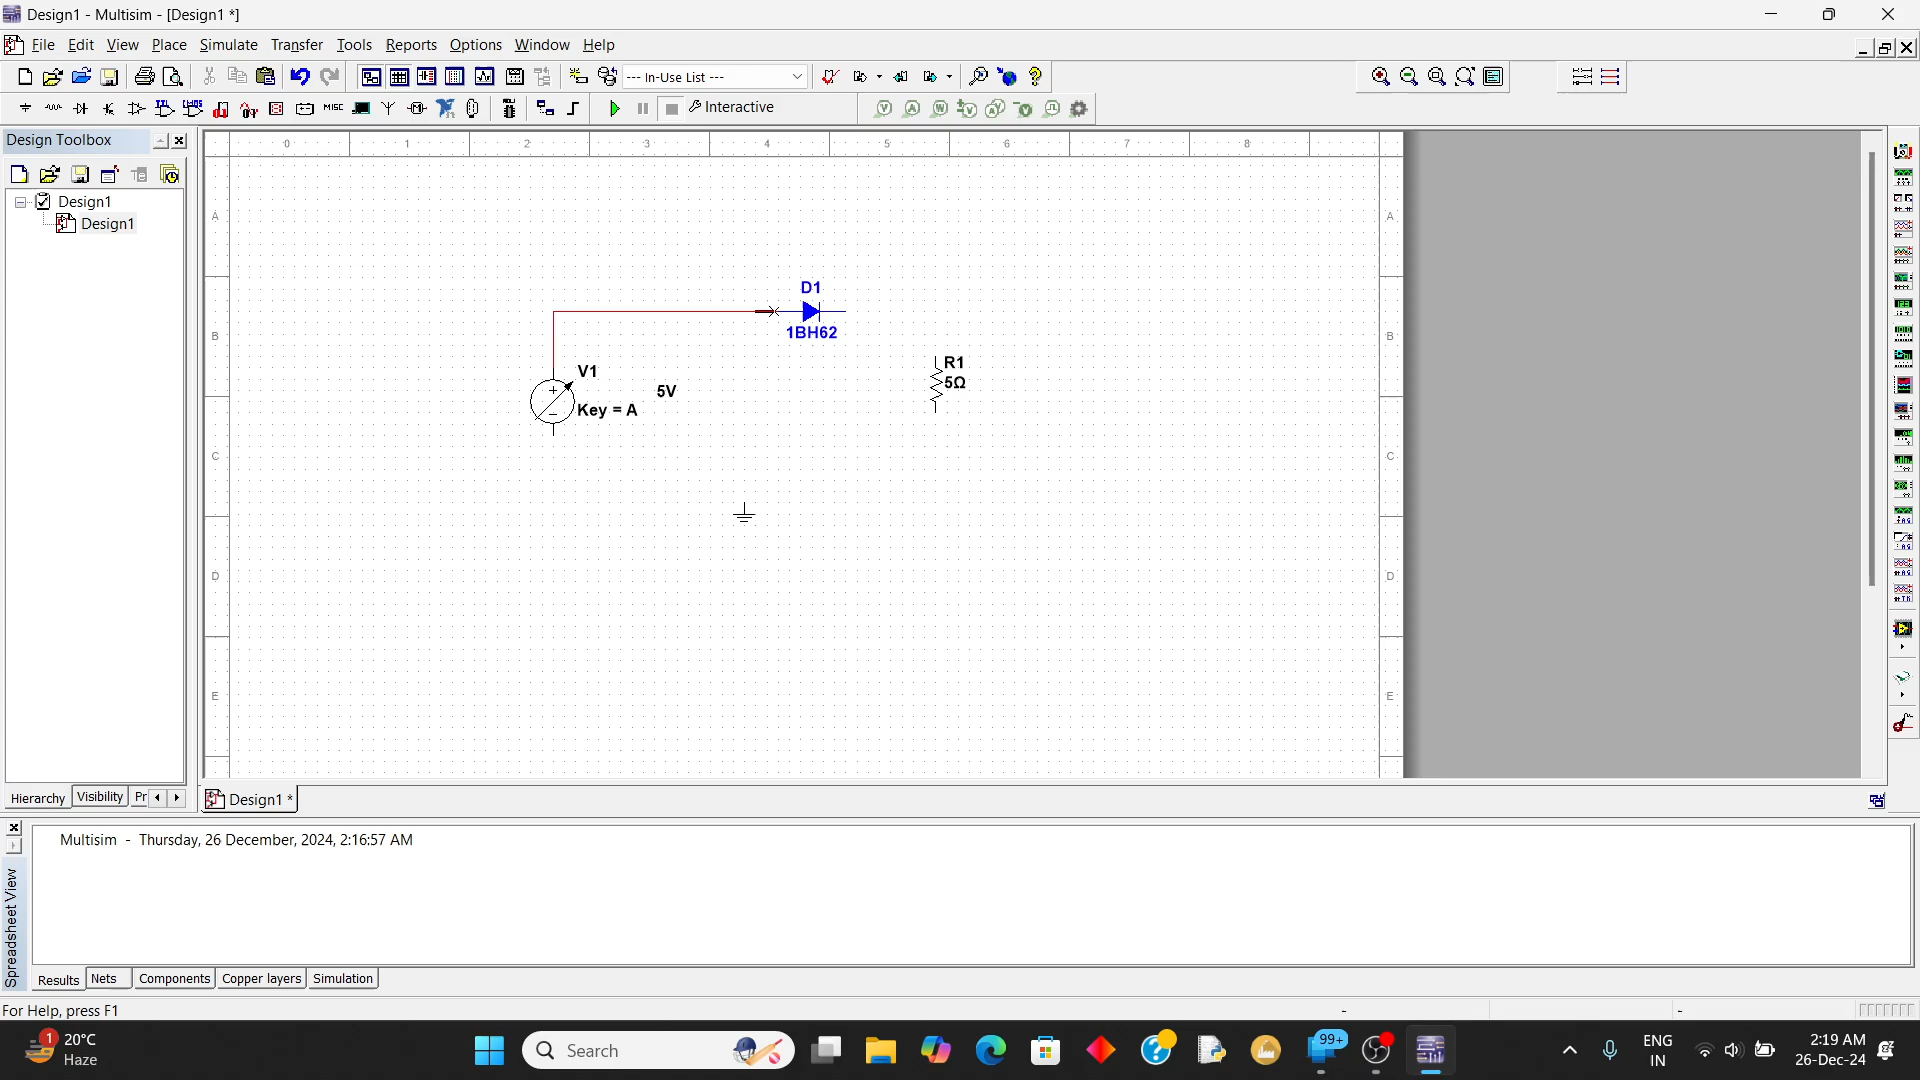 Design1 - Multisim - [Design1 *]
File Edit View Place Simulate Transfer Tools Reports Options Window Help
--- In-Use List ---
MISC Interactive
Design Toolbox
0 1 2 3 4 5 6 7 8
Design1
Design1
A A
D1
B 1BH62 B
V1
5V
Key = A
R1
5Ω
C C
D D
E E
Hierarchy Visibility Pr
Design1 *
Multisim - Thursday, 26 December, 2024, 2:16:57 AM
Spreadsheet View
Results Nets Components Copper layers Simulation
For Help, press F1 - -
1 20°C
Haze
Search
99+
ENG
IN
2:19 AM
26-Dec-24